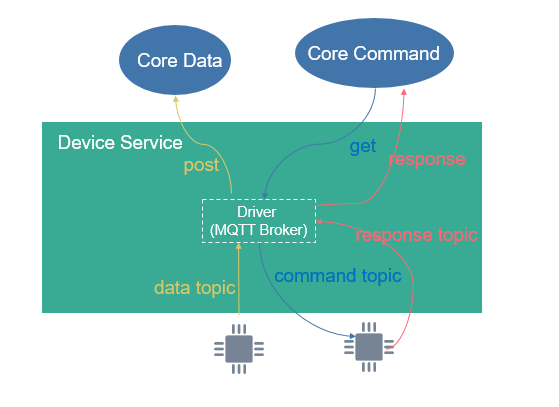 Core Data
Core Command
Device Service
post
get
response
Driver
(MQTT Broker)
response topic
data topic
command topic